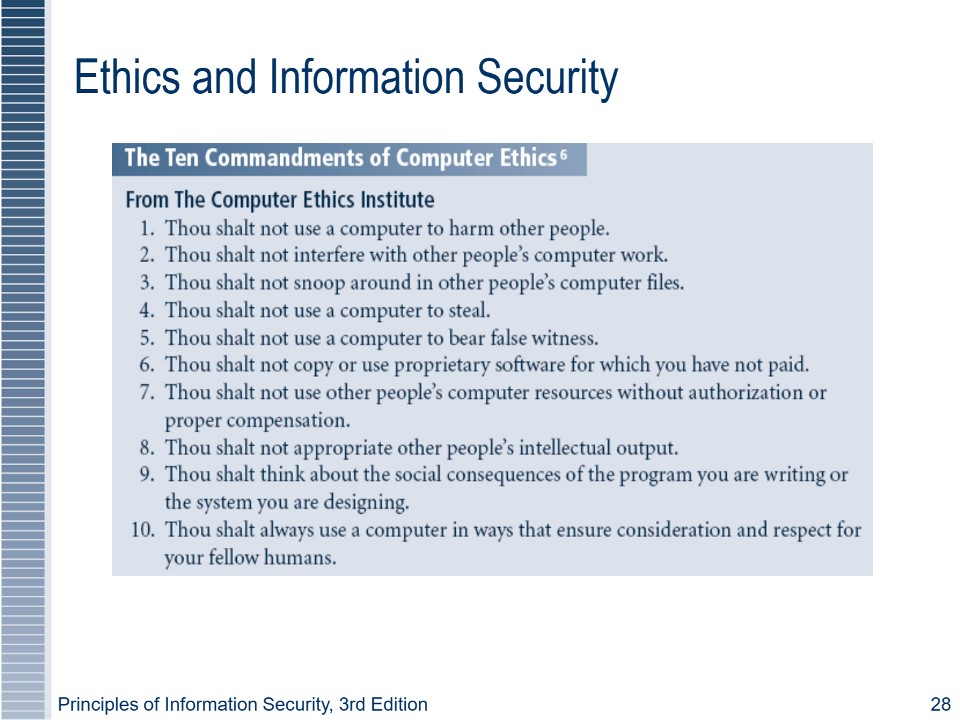 Ethics and Information Security
The Ten Commandments of Computer Ethics⁶
From The Computer Ethics Institute
1. Thou shalt not use a computer to harm other people.
2. Thou shalt not interfere with other people’s computer work.
3. Thou shalt not snoop around in other people’s computer files.
4. Thou shalt not use a computer to steal.
5. Thou shalt not use a computer to bear false witness.
6. Thou shalt not copy or use proprietary software for which you have not paid.
7. Thou shalt not use other people’s computer resources without authorization or
proper compensation.
8. Thou shalt not appropriate other people’s intellectual output.
9. Thou shalt think about the social consequences of the program you are writing or
the system you are designing.
10. Thou shalt always use a computer in ways that ensure consideration and respect for
your fellow humans.
Principles of Information Security, 3rd Edition
28